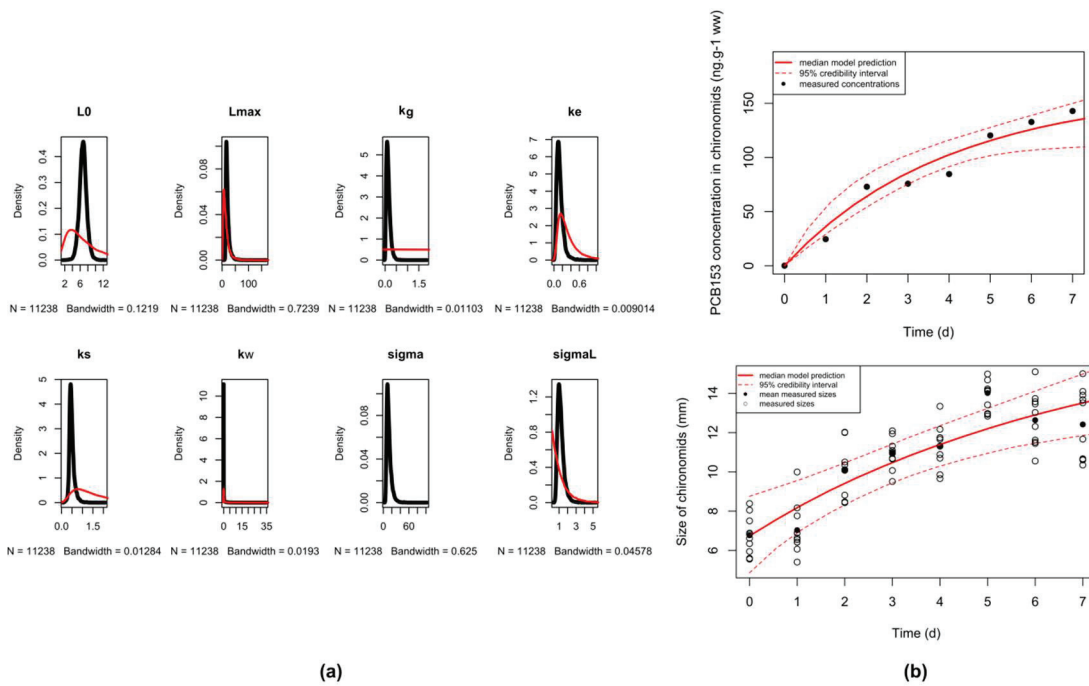 L0
Lmax
kg
ke
Density
0.0 0.1 0.2 0.3 0.4
2 6 12
Density
0.00 0.04 0.08
0 100
Density
0 1 2 3 4 5
0.0 1.5
Density
0 1 2 3 4 5 6 7
0.0 0.6
N = 11238 Bandwidth = 0.1219
N = 11238 Bandwidth = 0.7239
N = 11238 Bandwidth = 0.01103
N = 11238 Bandwidth = 0.009014
ks
kw
sigma
sigmaL
Density
0 1 2 3 4 5
0.0 1.5
Density
0 2 4 6 8 10
0 15 25 35
Density
0.00 0.04 0.08
0 60
Density
0.0 0.4 0.8 1.2
1 3 5
N = 11238 Bandwidth = 0.01284
N = 11238 Bandwidth = 0.0193
N = 11238 Bandwidth = 0.625
N = 11238 Bandwidth = 0.04578
(a)
PCB153 concentration in chironomids (ng.g-1 ww)
0 50 100 150
median model prediction
95% credibility interval
measured concentrations
0 1 2 3 4 5 6 7
Time (d)
Size of chironomids (mm)
6 8 10 12 14
median model prediction
95% credibility interval
mean measured sizes
measured sizes
0 1 2 3 4 5 6 7
Time (d)
(b)